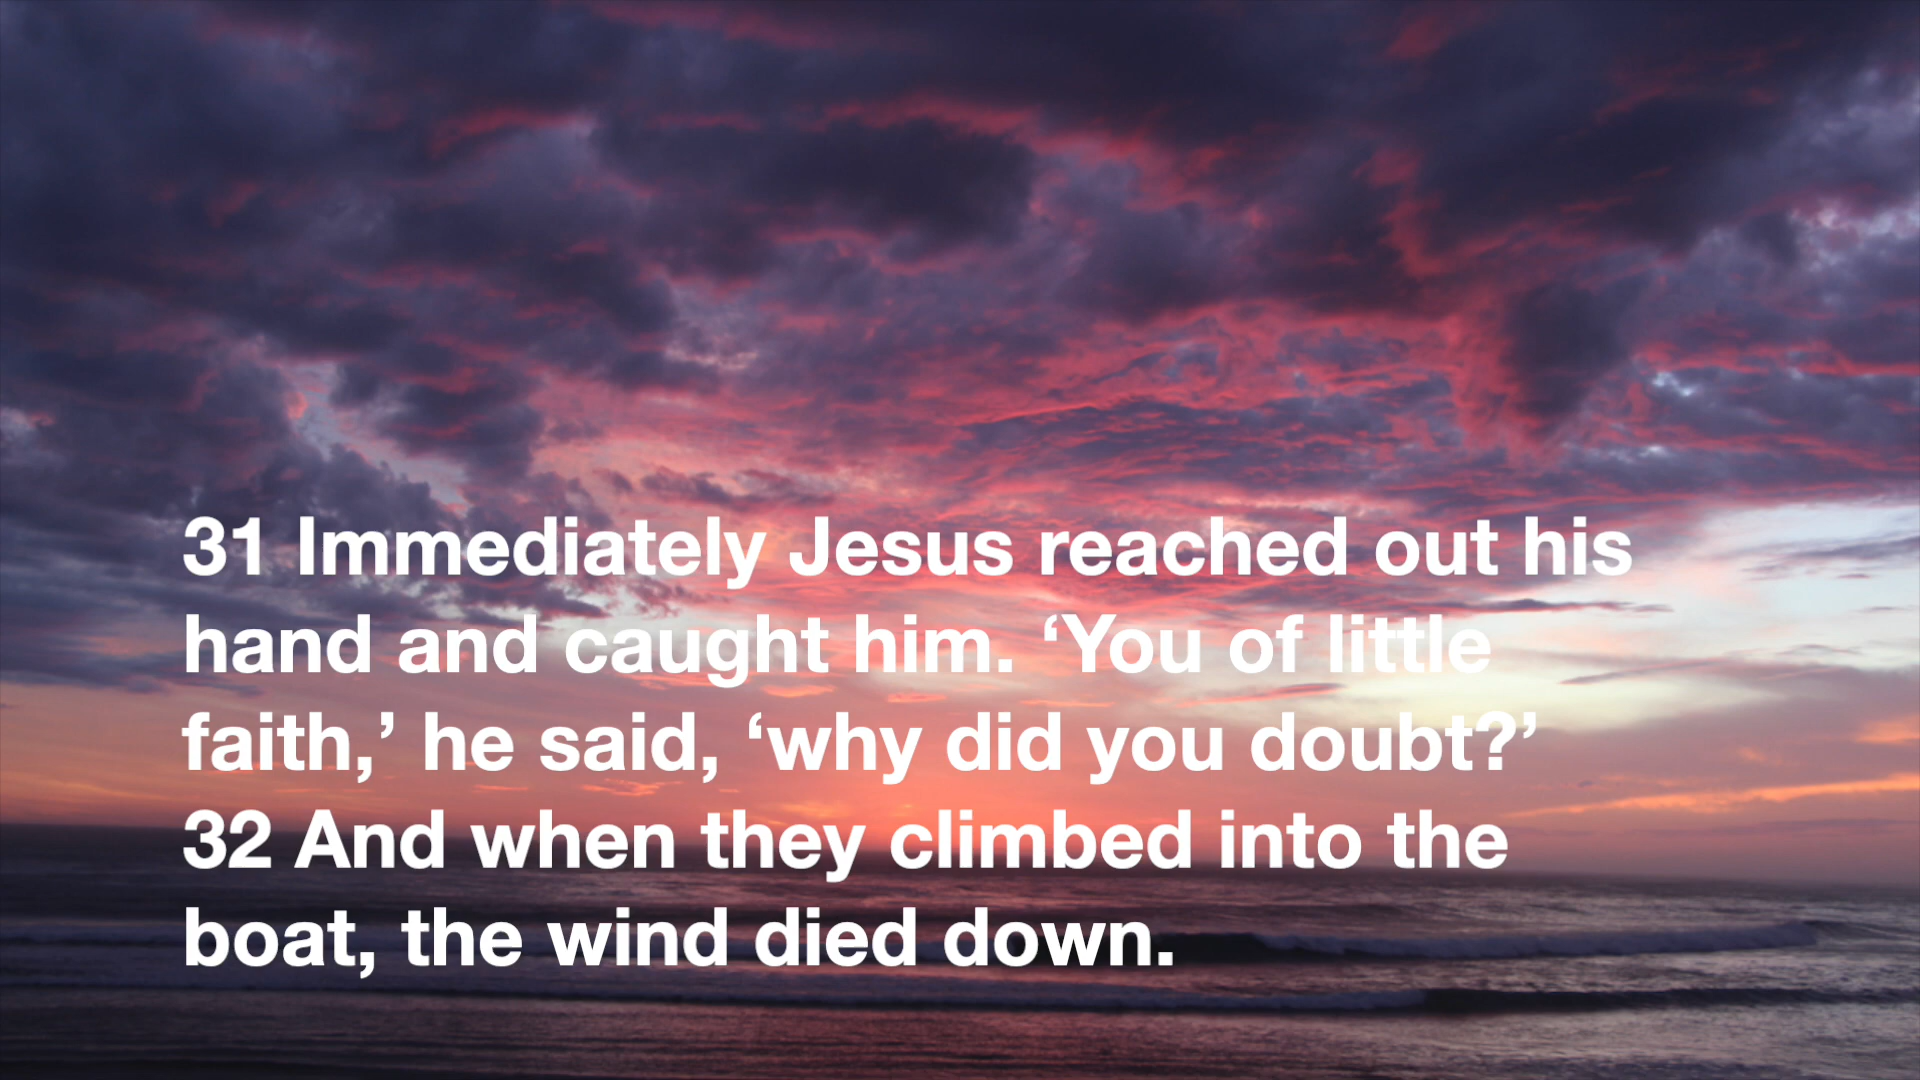 31 Immediately Jesus reached out his
hand and caught him. ‘You of little
faith,’ he said, ‘why did you doubt?’
32 And when they climbed into the
boat, the wind died down.